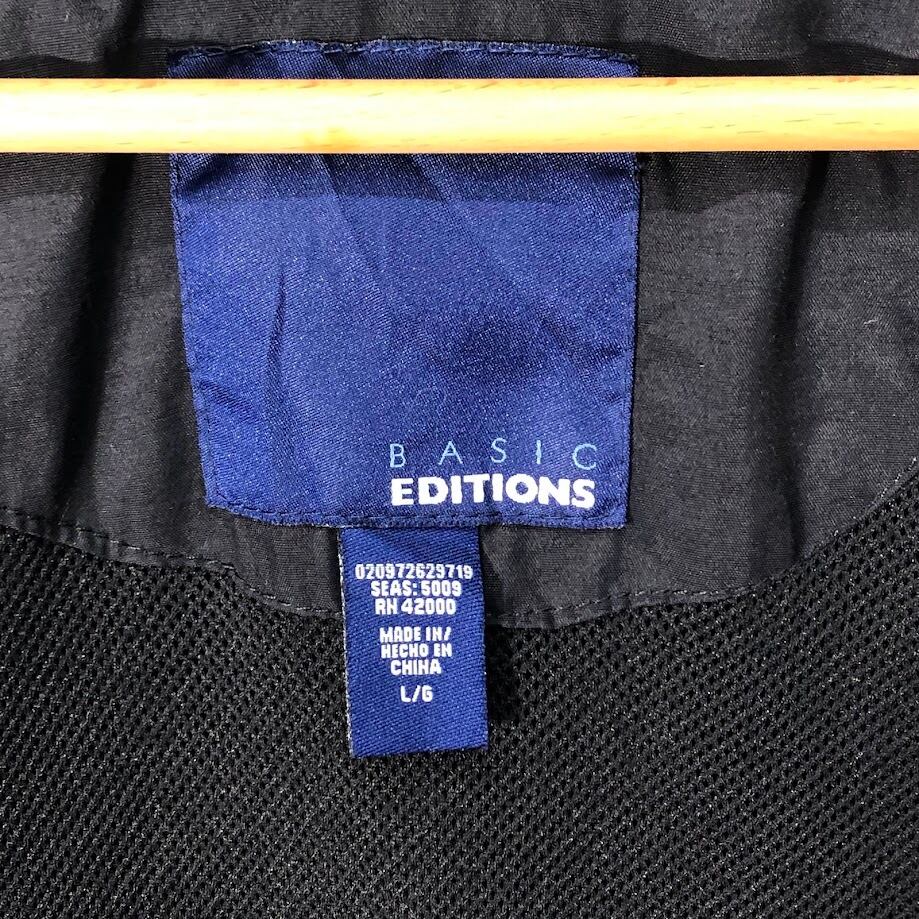 BASIC
EDITIONS
020972629719
SEAS: 5009
RN 42000
MADE IN/
HECHO EN
CHINA
L/G